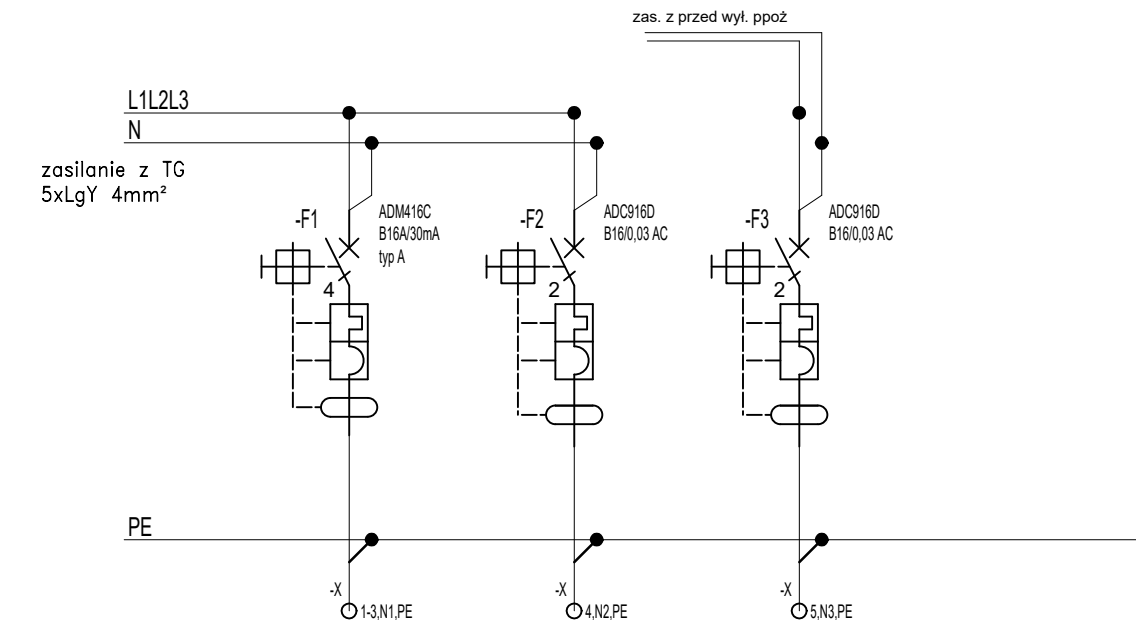 zas. z przed wył. ppoż
L1L2L3
N
zasilanie z TG
5xLgY 4mm²
-F1
ADM416C
B16A/30mA
typ A
4
-F2
ADC916D
B16/0,03 AC
2
-F3
ADC916D
B16/0,03 AC
2
PE
-X
1-3,N1,PE
-X
4,N2,PE
-X
5,N3,PE